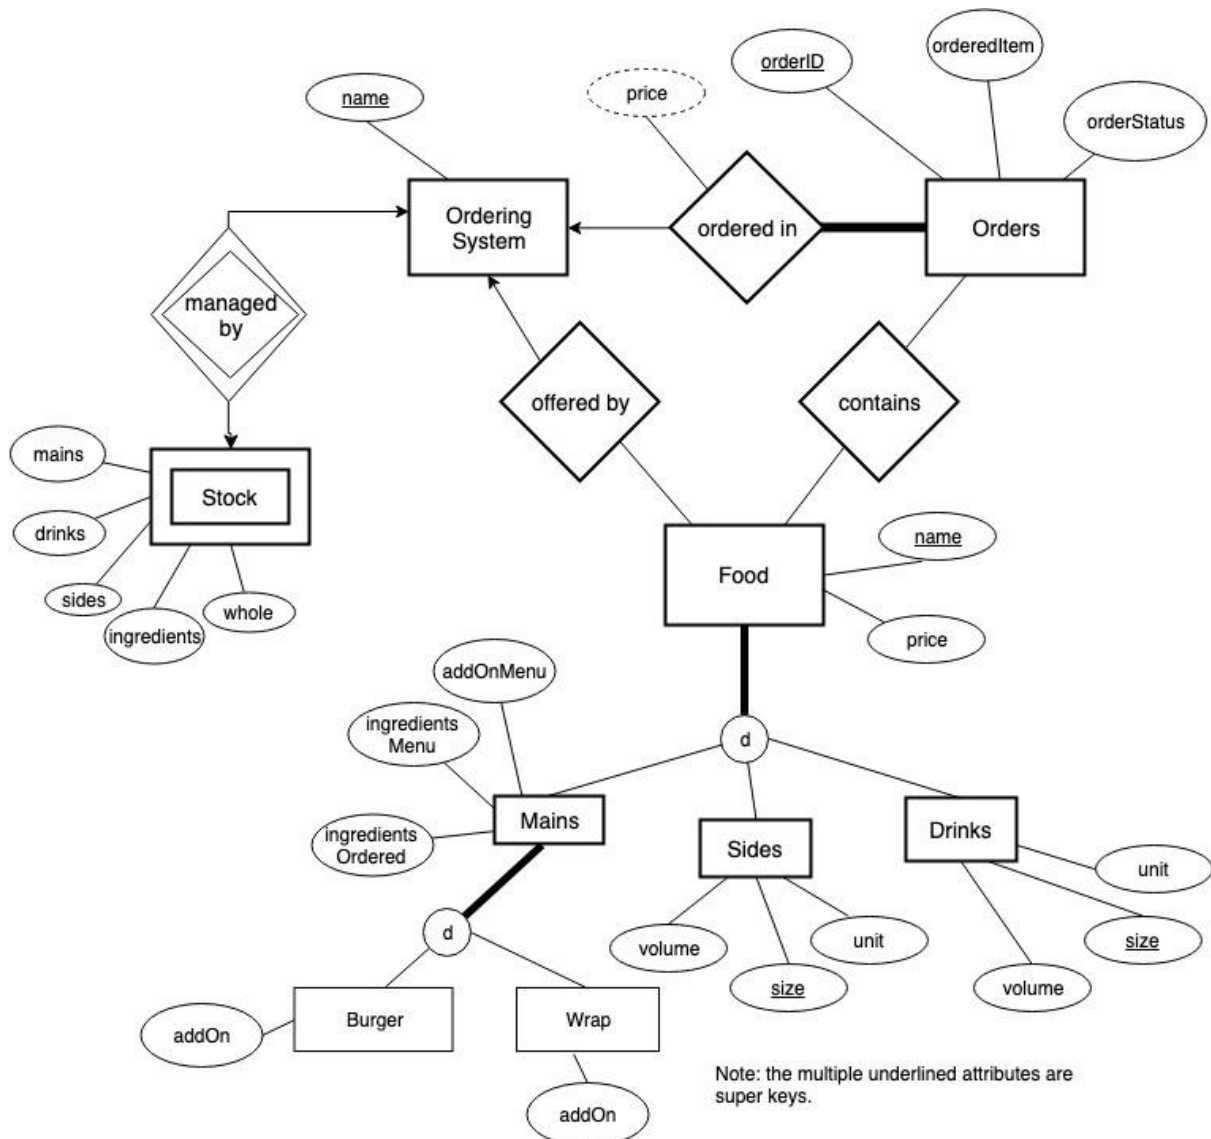 orderedItem
orderID
name
price
orderStatus
Ordering
System
ordered in
Orders
managed
by
offered by
contains
mains
Stock
drinks
name
Food
sides
whole
ingredients
price
addOnMenu
ingredients
Menu
d
Mains
ingredients
Ordered
Drinks
Sides
unit
d
volume
unit
size
size
volume
Burger
Wrap
addOn
Note: the multiple underlined attributes are
super keys.
addOn